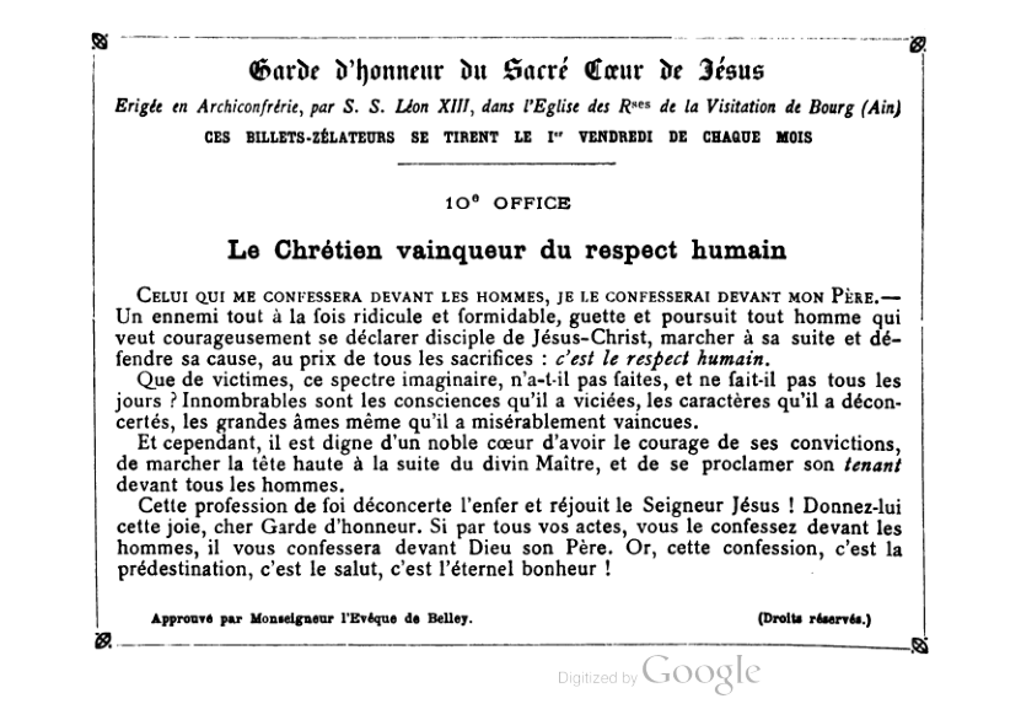 Garde d'honneur du Sacré Cœur de Jésus
Erigée en Archiconfrérie, par S. S. Léon XIII, dans l'Eglise des Rses de la Visitation de Bourg (Ain)
CES BILLETS-ZÉLATEURS SE TIRENT LE Ier VENDREDI DE CHAQUE MOIS
10e OFFICE
Le Chrétien vainqueur du respect humain
CELUI QUI ME CONFESSERA DEVANT LES HOMMES, JE LE CONFESSERAI DEVANT MON PÈRE.—
Un ennemi tout à la fois ridicule et formidable, guette et poursuit tout homme qui
veut courageusement se déclarer disciple de Jésus-Christ, marcher à sa suite et dé-
fendre sa cause, au prix de tous les sacrifices : c'est le respect humain.
Que de victimes, ce spectre imaginaire, n'a-t-il pas faites, et ne fait-il pas tous les
jours ? Innombrables sont les consciences qu'il a viciées, les caractères qu'il a décon-
certés, les grandes âmes même qu'il a misérablement vaincues.
Et cependant, il est digne d'un noble cœur d'avoir le courage de ses convictions,
de marcher la tête haute à la suite du divin Maître, et de se proclamer son tenant
devant tous les hommes.
Cette profession de foi déconcerte l'enfer et réjouit le Seigneur Jésus ! Donnez-lui
cette joie, cher Garde d'honneur. Si par tous vos actes, vous le confessez devant les
hommes, il vous confessera devant Dieu son Père. Or, cette confession, c'est la
prédestination, c'est le salut, c'est l'éternel bonheur !
Approuvé par Monseigneur l'Evêque de Belley. (Droits réservés.)
Digitized by Google